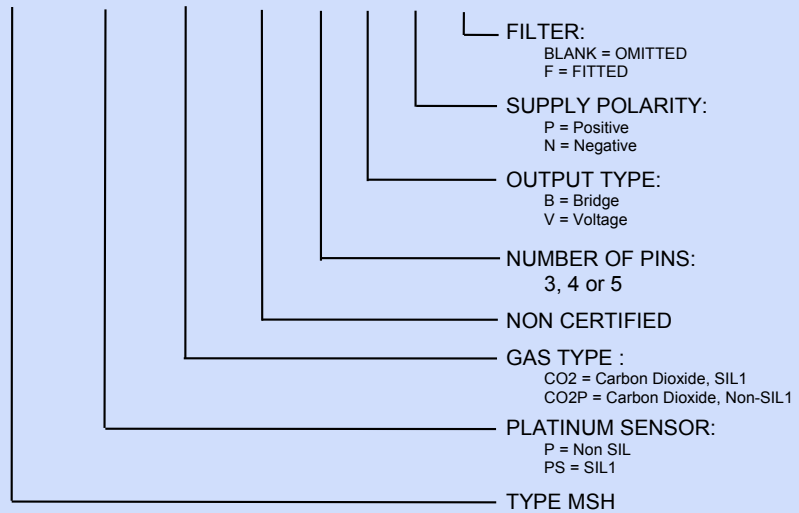 FILTER:
BLANK = OMITTED
F = FITTED
SUPPLY POLARITY:
P = Positive
N = Negative
OUTPUT TYPE:
B = Bridge
V = Voltage
NUMBER OF PINS:
3, 4 or 5
NON CERTIFIED
GAS TYPE :
CO2 = Carbon Dioxide, SIL1
CO2P = Carbon Dioxide, Non-SIL1
PLATINUM SENSOR:
P = Non SIL
PS = SIL1
TYPE MSH